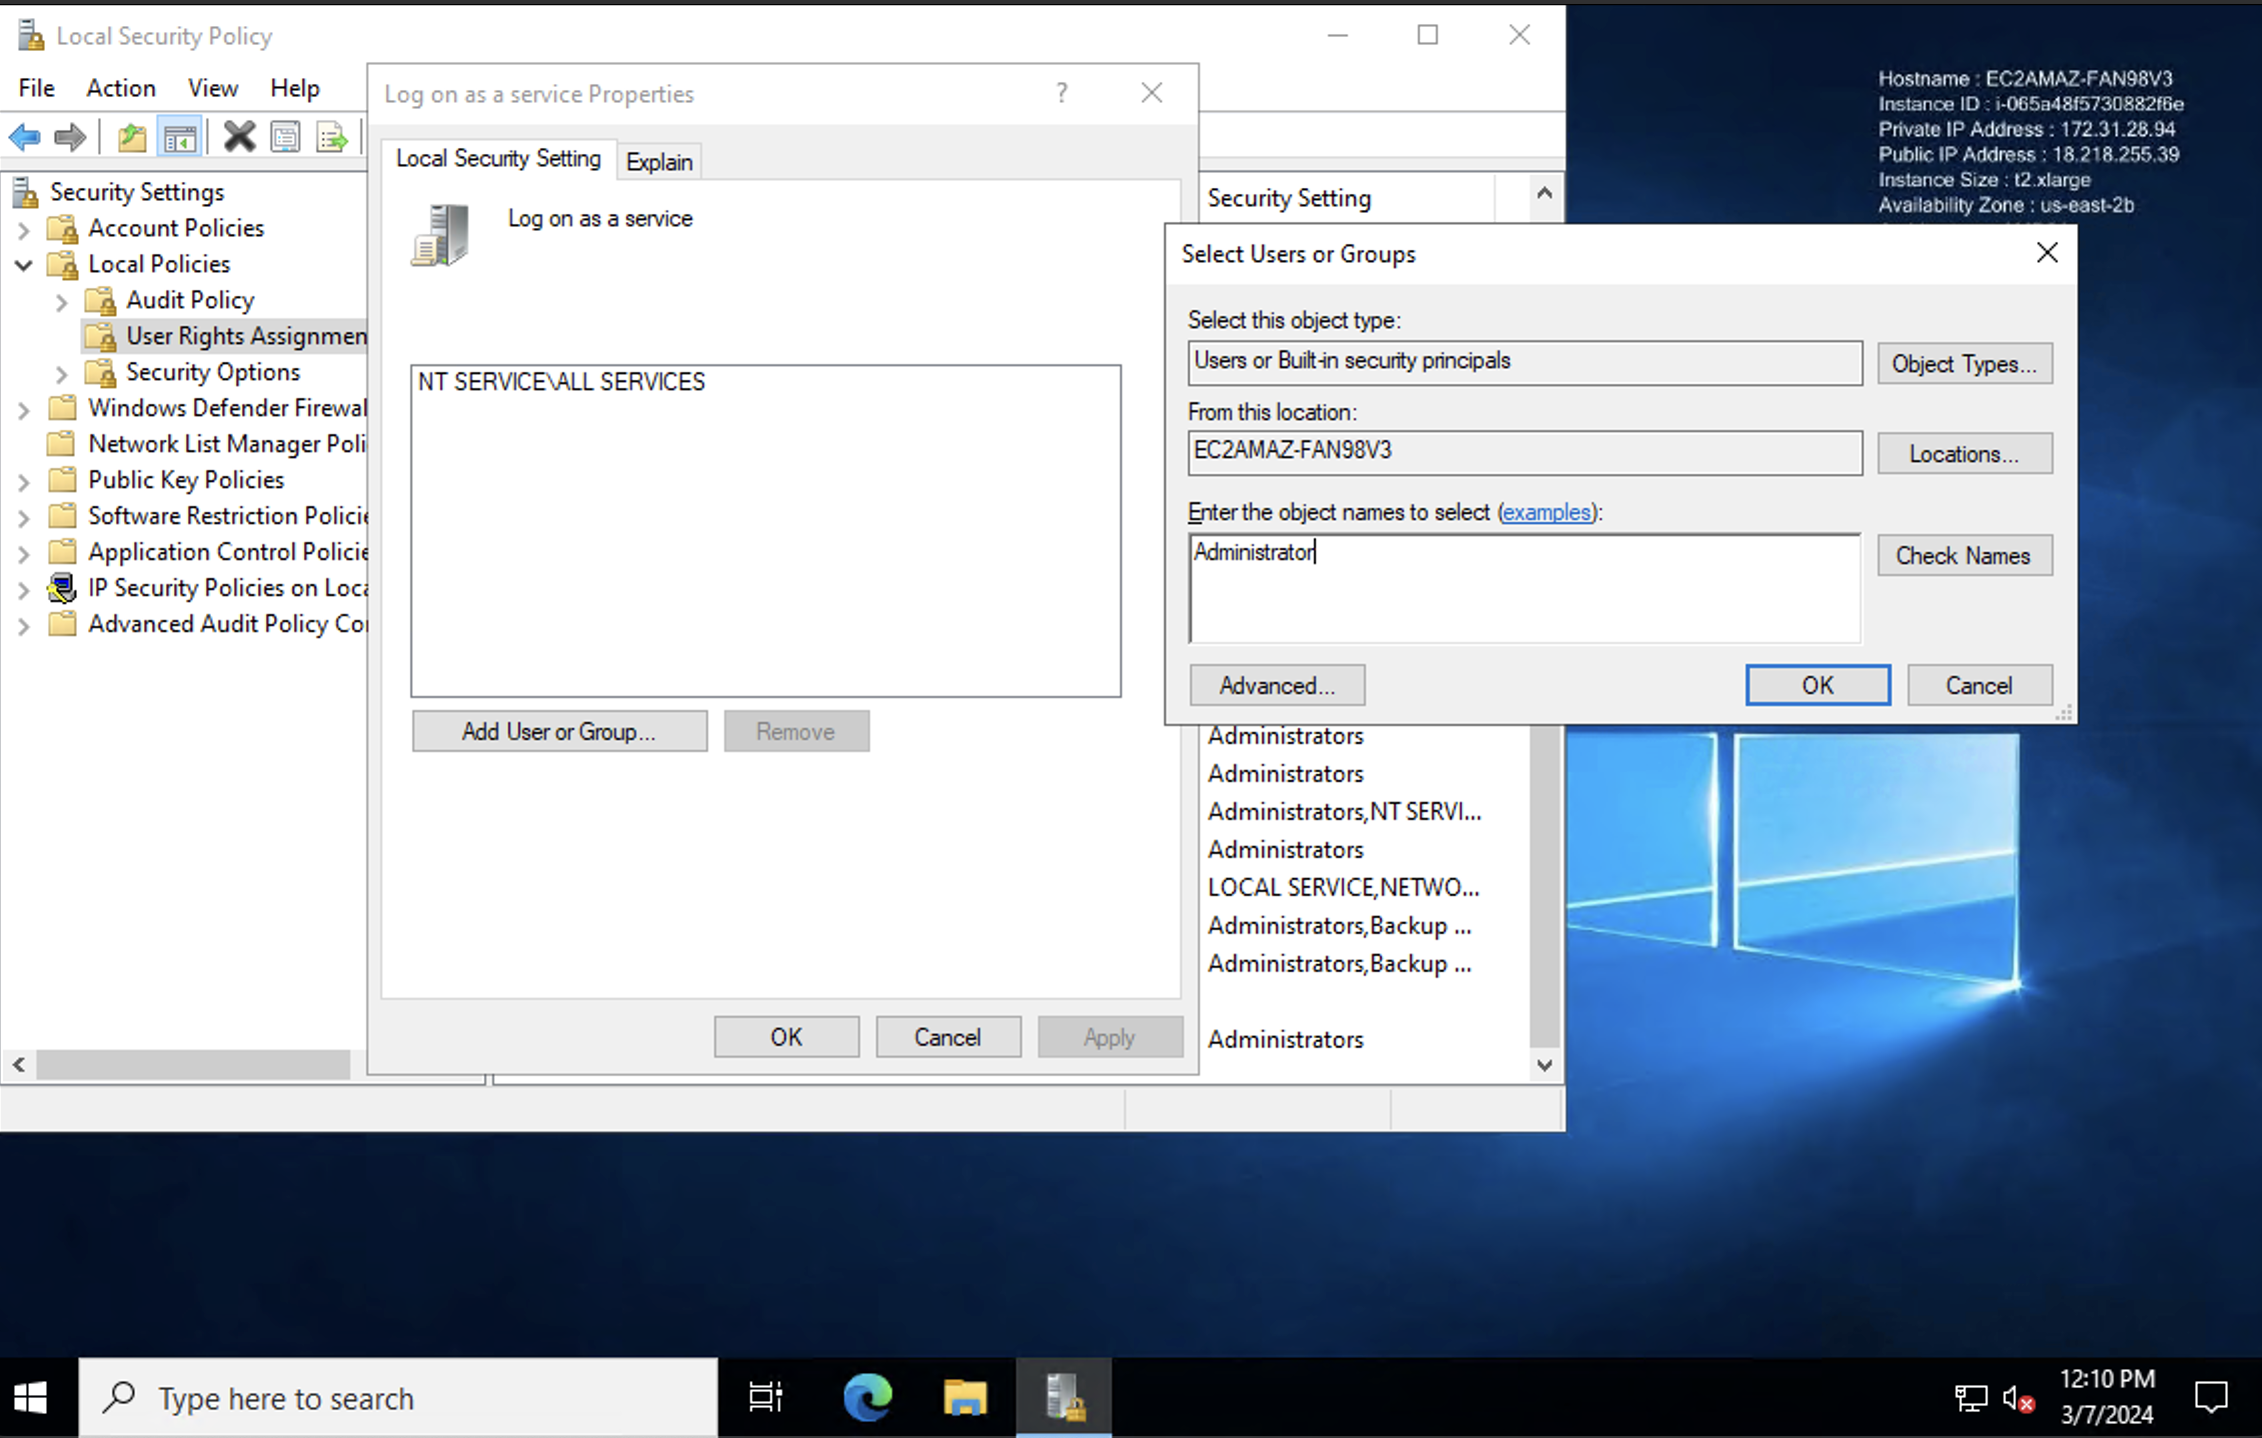 Local Security Policy
File Action View Help
Security Settings
Account Policies
Local Policies
Audit Policy
User Rights Assignmen
Security Options
Windows Defender Firewal
Network List Manager Poli
Public Key Policies
Software Restriction Policie
Application Control Policie
IP Security Policies on Loca
Advanced Audit Policy Co
Log on as a service Properties
?
Local Security Setting
Explain
Log on as a service
NT SERVICE\ALL SERVICES
Add User or Group...
Remove
OK
Cancel
Apply
Security Setting
Administrators
Administrators
Administrators,NT SERVI...
Administrators
LOCAL SERVICE,NETWO...
Administrators,Backup ...
Administrators,Backup ...
Administrators
Select Users or Groups
Select this object type:
Users or Built-in security principals
Object Types...
From this location:
EC2AMAZ-FAN98V3
Locations...
Enter the object names to select (examples):
Administrator
Check Names
Advanced...
OK
Cancel
Hostname : EC2AMAZ-FAN98V3
Instance ID : i-065a48f5730882f6e
Private IP Address : 172.31.28.94
Public IP Address : 18.218.255.39
Instance Size : t2.xlarge
Availability Zone : us-east-2b
Type here to search
12:10 PM
3/7/2024